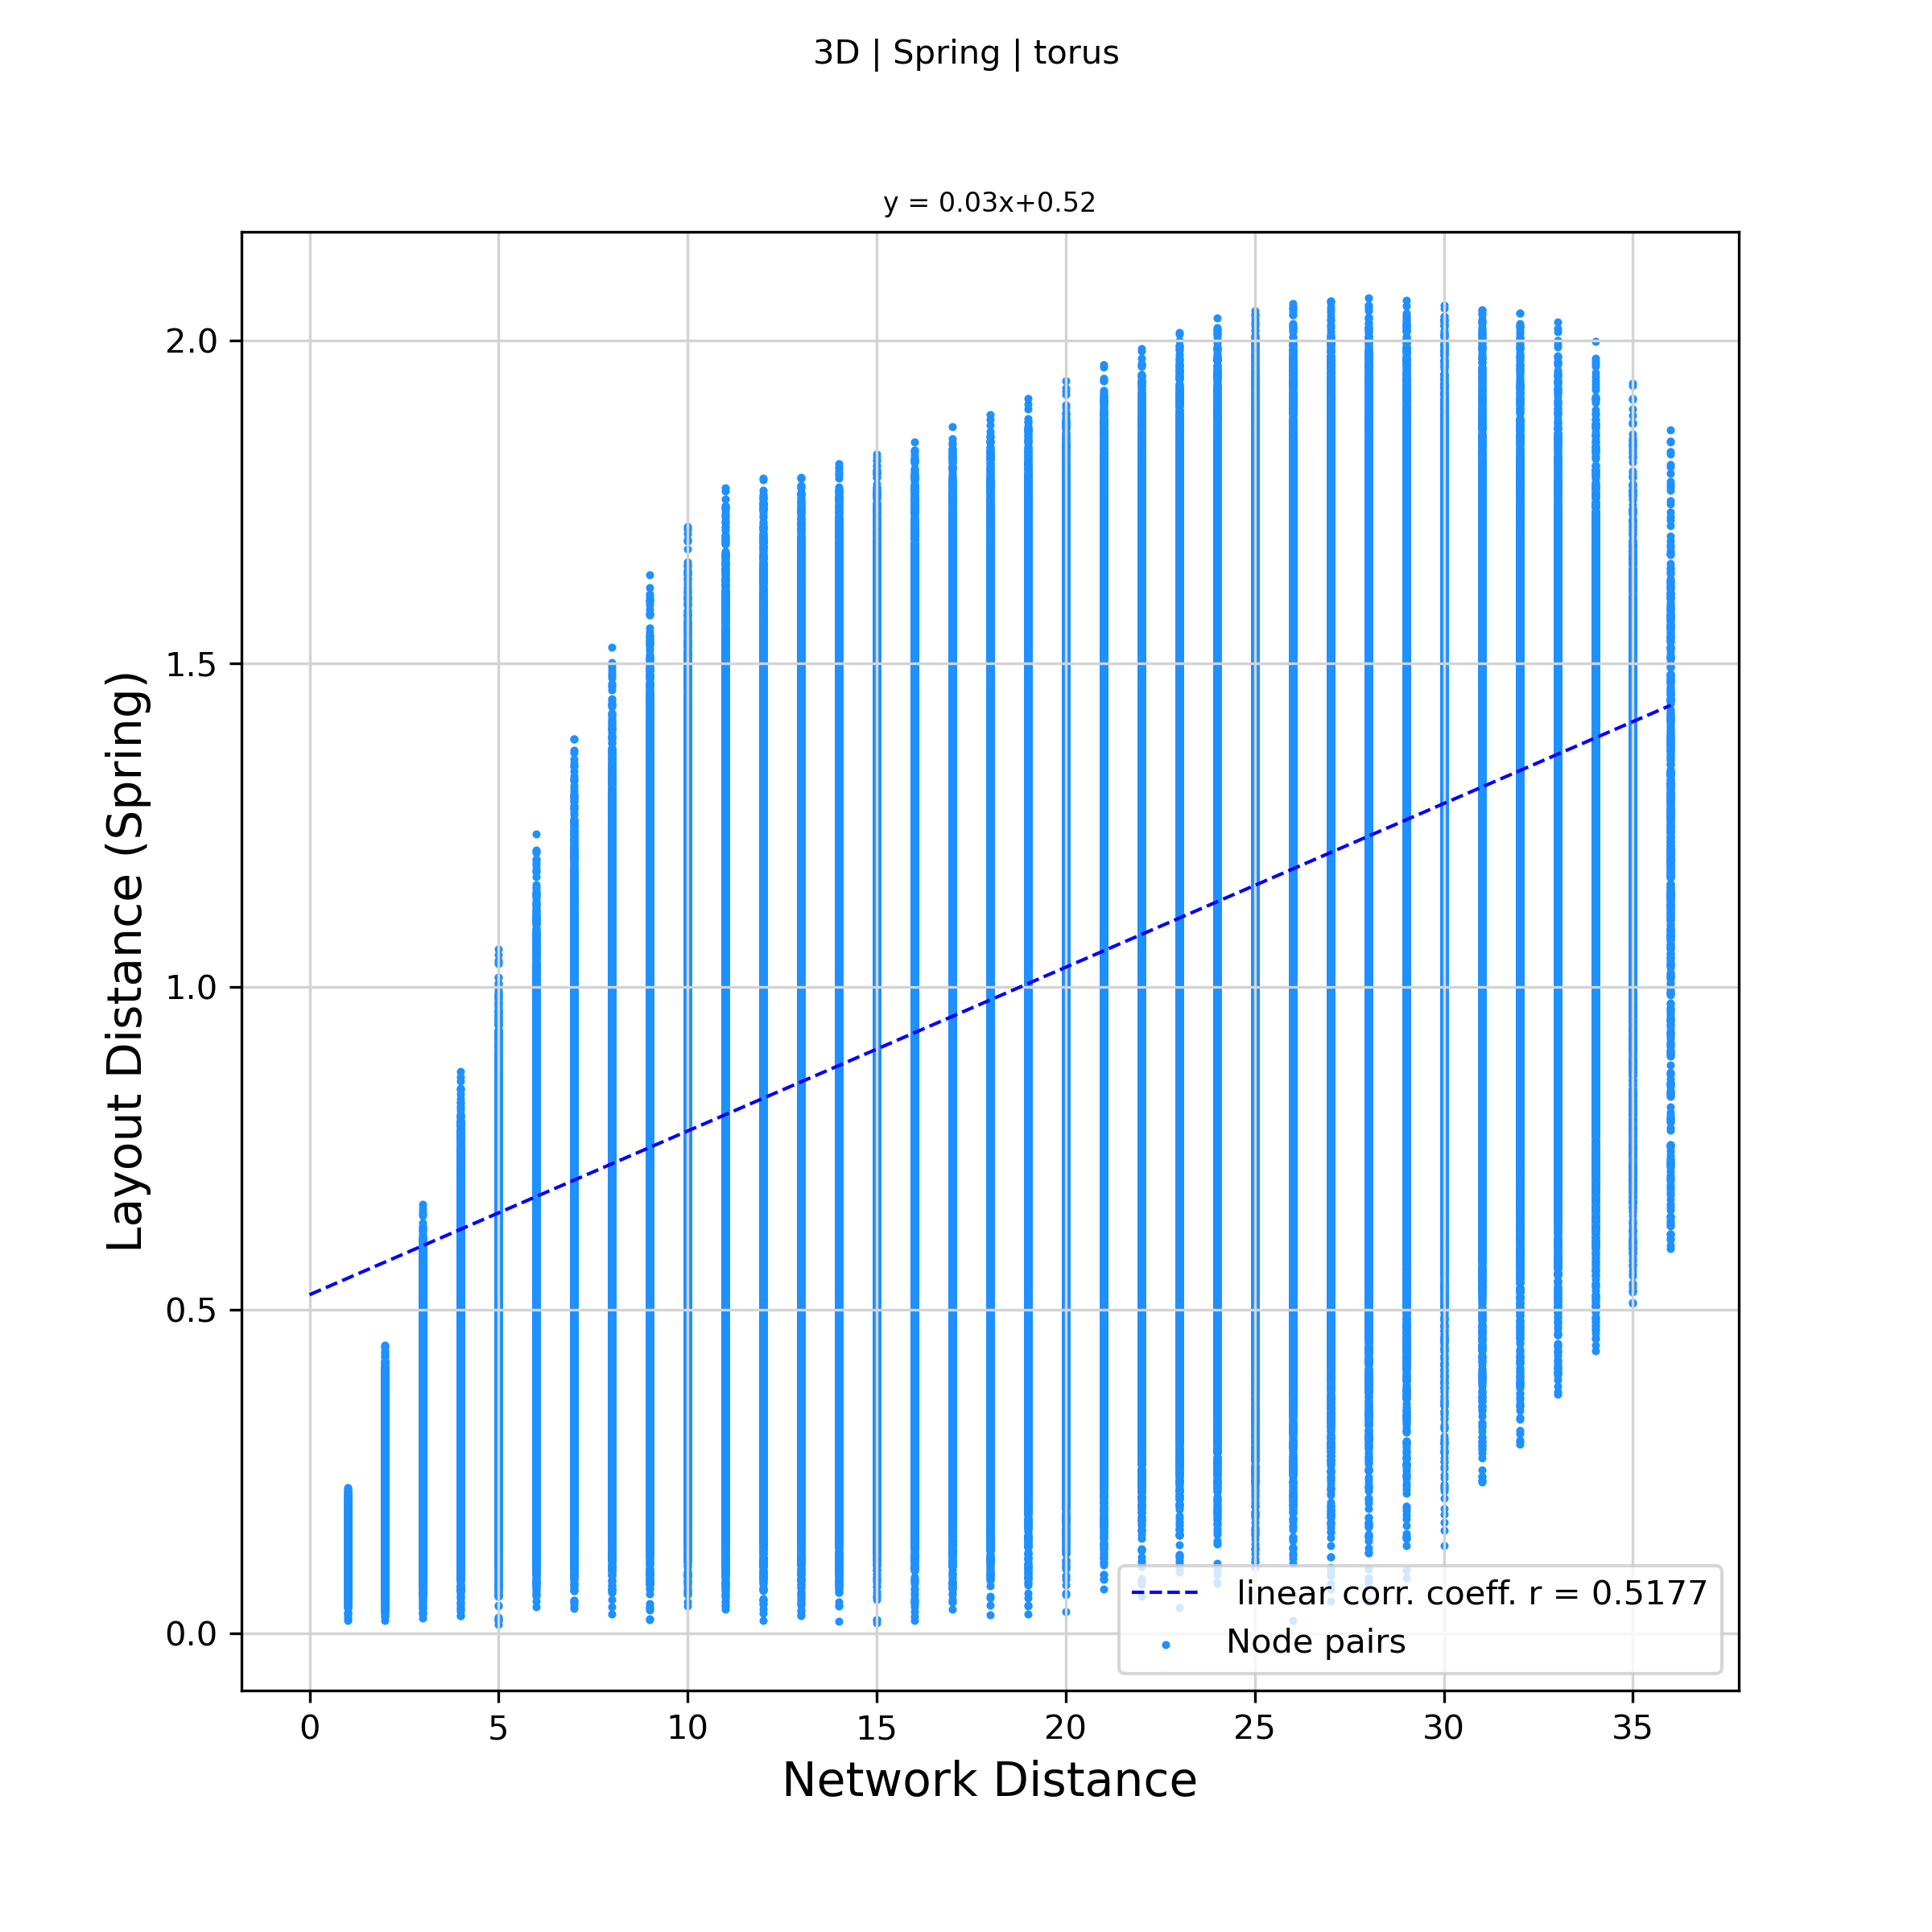 3D | Spring | torus
y = 0.03x+0.52
Layout Distance (Spring)
2.0
1.5
1.0
0.5
0.0
linear corr. coeff. r = 0.5177
Node pairs
0 5 10 15 20 25 30 35
Network Distance